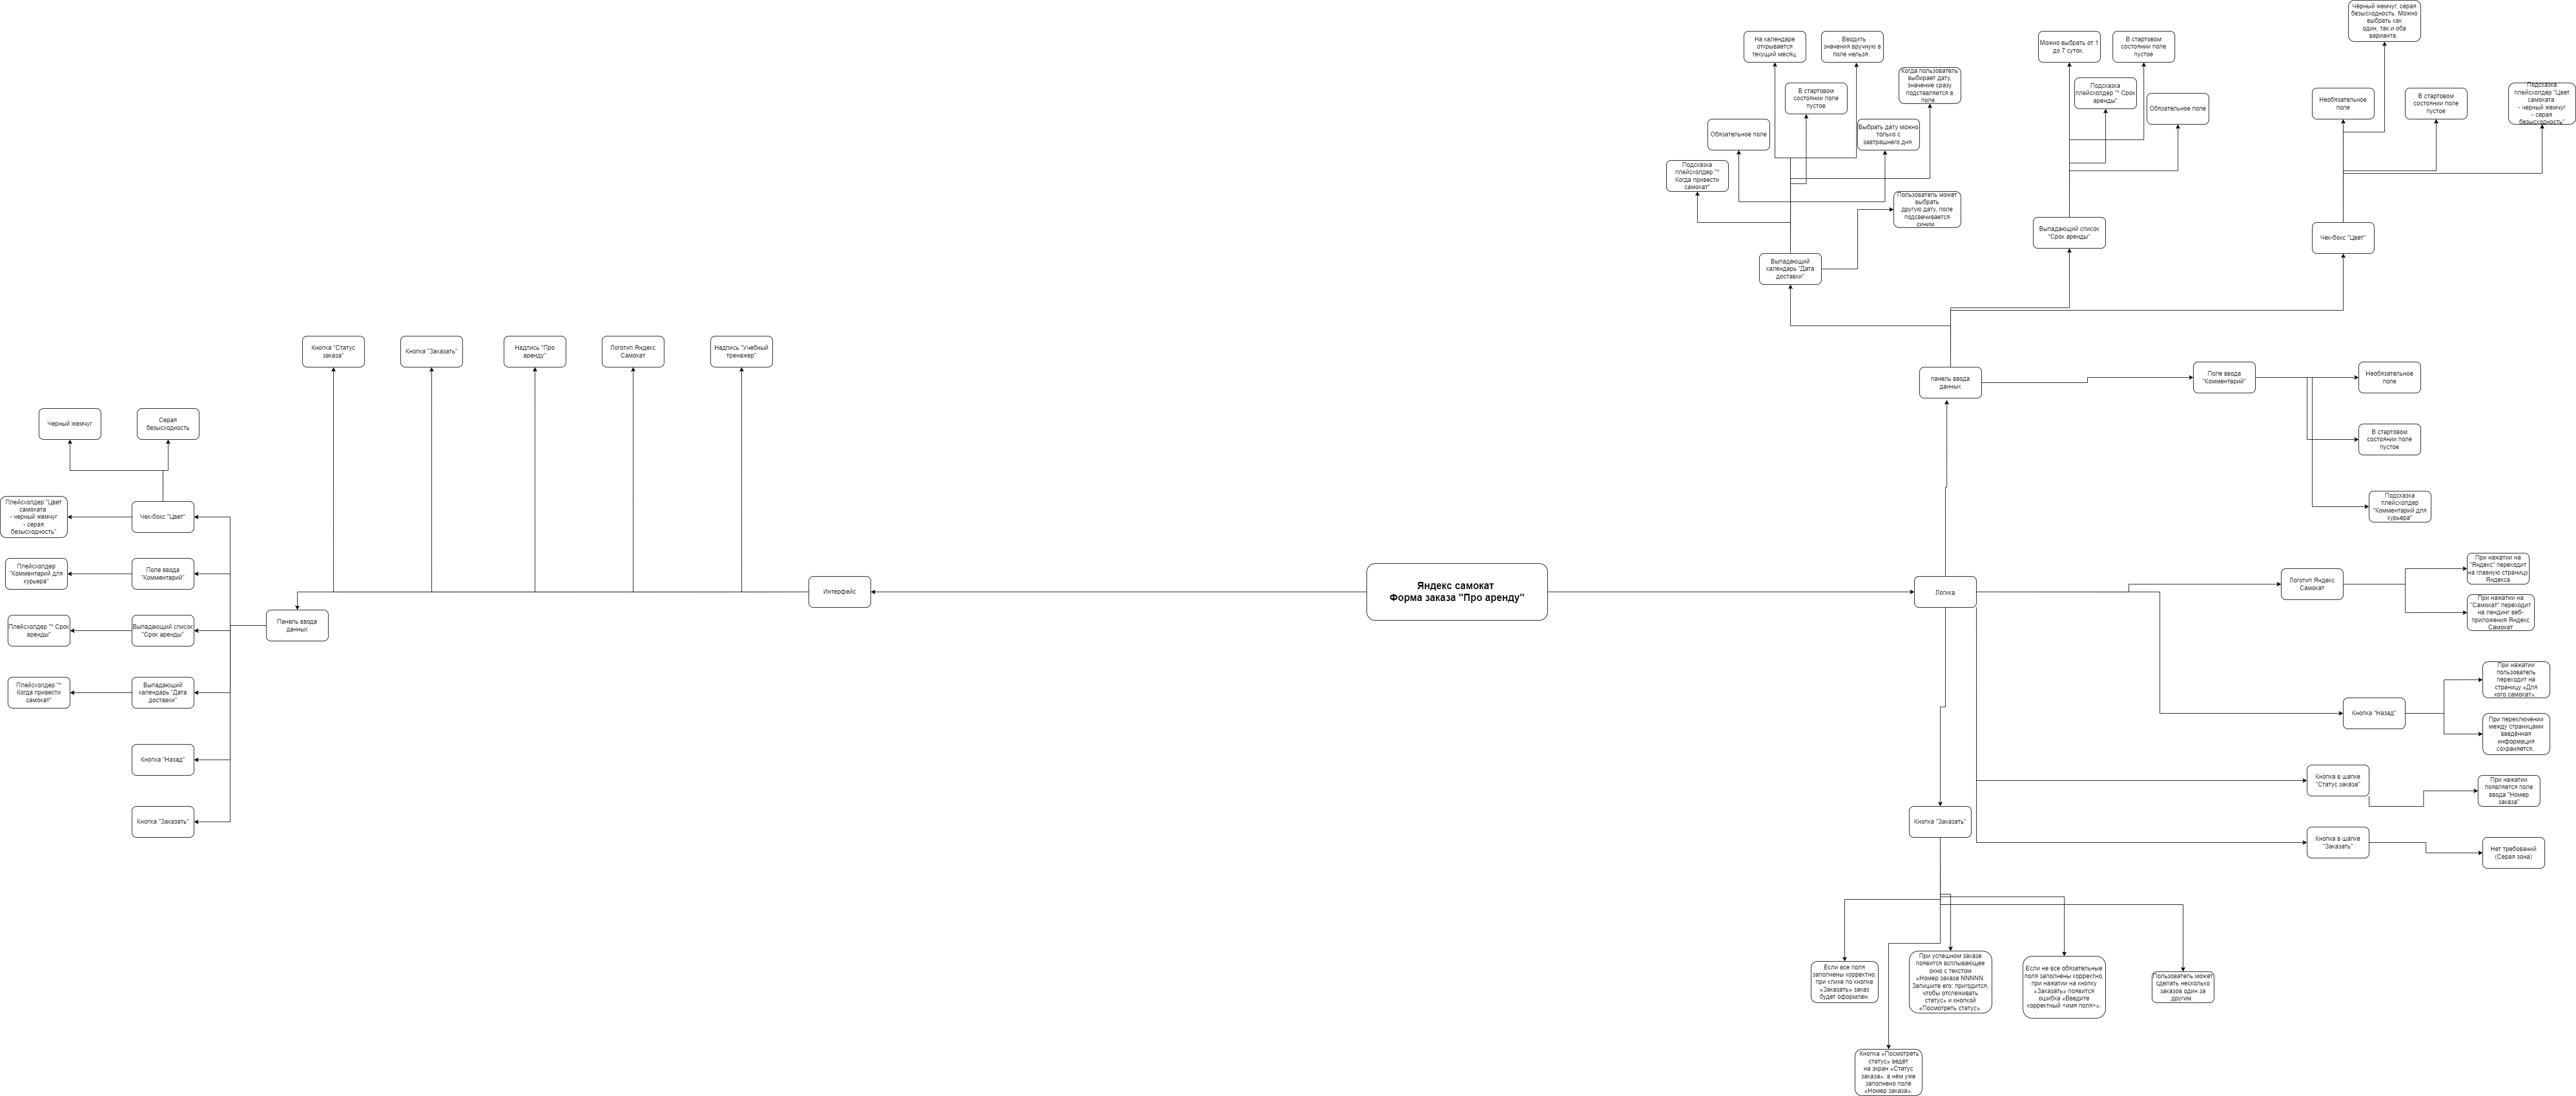 Чёрный жемчуг, серая
безысходность. Можно
выбрать как
один, так и оба
варианта.
На календаре
открывается
текущий месяц.
. Вводить
значения вручную в
поле нельзя.
Можно выбрать от 1
до 7 суток.
В стартовом
состоянии поле
пустое
Когда пользователь
выбирает дату,
значение сразу
подставляется в
поле.
В стартовом
состоянии поле
пустое
Подсказка
плейсхолдер "* Срок
аренды"
Обязательное поле
Необязательное
поле
В стартовом
состоянии поле
пустое
Подсказка
плейсхолдер "Цвет
самоката
- черный жемчуг
- серая
безысходность"
Обязательное поле
Выбрать дату можно
только с
завтрашнего дня.
Подсказка
плейсхолдер "*
Когда привести
самокат"
Пользователь может
выбрать
другую дату, поле
подсвечивается
синим.
Выпадающий список
"Срок аренды"
Чек-бокс "Цвет"
Выпадающий
календарь "Дата
доставки"
Кнопка "Статус
заказа"
Кнопка "Заказать"
Надпись "Про
аренду"
Логотип Яндекс
Самокат
Надпись "Учебный
тренажер"
панель ввода
данных
Поле ввода
"Комментарий"
Необязательное
поле
Черный жемчуг
Серая
безысходность
В стартовом
состоянии поле
пустое
Плейсхолдер "Цвет
самоката
- черный жемчуг
- серая
безысходность"
Чек-бокс "Цвет"
Подсказка
плейсхолдер
"Комментарий для
курьера"
Плейсхолдер
"Комментарий для
курьера"
Поле ввода
"Комментарий"
Интерфейс
Яндекс самокат
Форма заказа "Про аренду"
Логика
Логотип Яндекс
Самокат
При нажатии на
"Яндекс" переходит
на главную страницу
Яндекса
При нажатии на
"Самокат" переходит
на лендинг веб-
приложения Яндекс
Самокат
Плейсхолдер "* Срок
аренды"
Выпадающий список
"Срок аренды"
Панель ввода
данных
Плейсхолдер "*
Когда привести
самокат"
Выпадающий
календарь "Дата
доставки"
При нажатии
пользователь
переходит на
страницу «Для
кого самокат».
Кнопка "Назад"
При переключении
между страницами
введённая
информация
сохраняется.
Кнопка "Назад"
Кнопка в шапке
"Статус заказа"
При нажатии
появляется поле
ввода "Номер
заказа"
Кнопка "Заказать"
Кнопка "Заказать"
Кнопка в шапке
"Заказать"
Нет требований
(Серая зона)
Если все поля
заполнены корректно,
при клике по кнопке
«Заказать» заказ
будет оформлен.
При успешном заказе
появится всплывающее
окно с текстом
«Номер заказа NNNNN.
Запишите его: пригодится,
чтобы отслеживать
статус» и кнопкой
«Посмотреть статус».
Если не все обязательные
поля заполнены корректно,
при нажатии на кнопку
«Заказать» появится
ошибка «Введите
корректный <имя поля>».
Пользователь может
сделать несколько
заказов один за
другим.
Кнопка «Посмотреть
статус» ведёт
на экран «Статус
заказа»: в нём уже
заполнено поле
«Номер заказа».